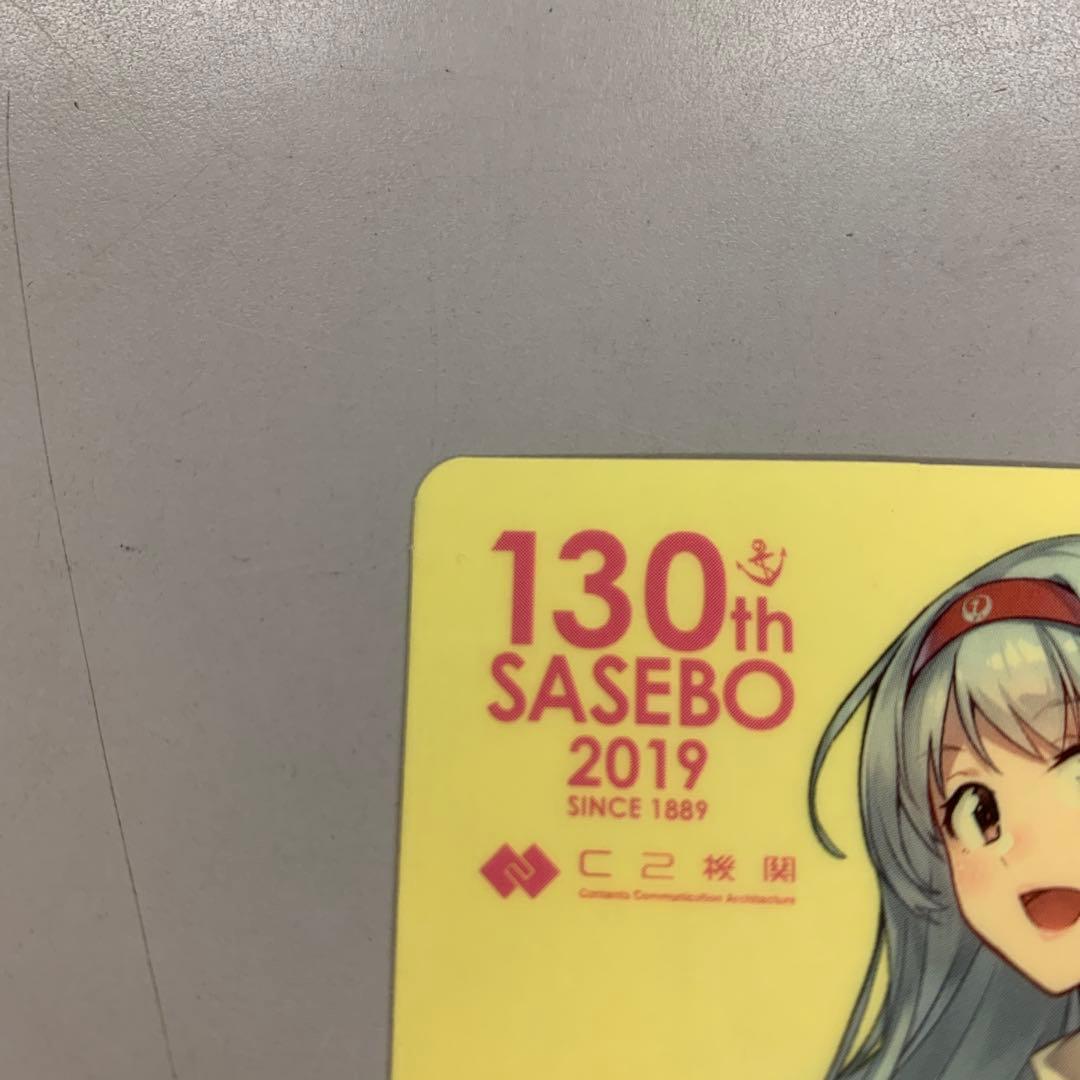 130th
SASEBO
2019
SINCE 1889
C2機関
Contents Communication Architecture